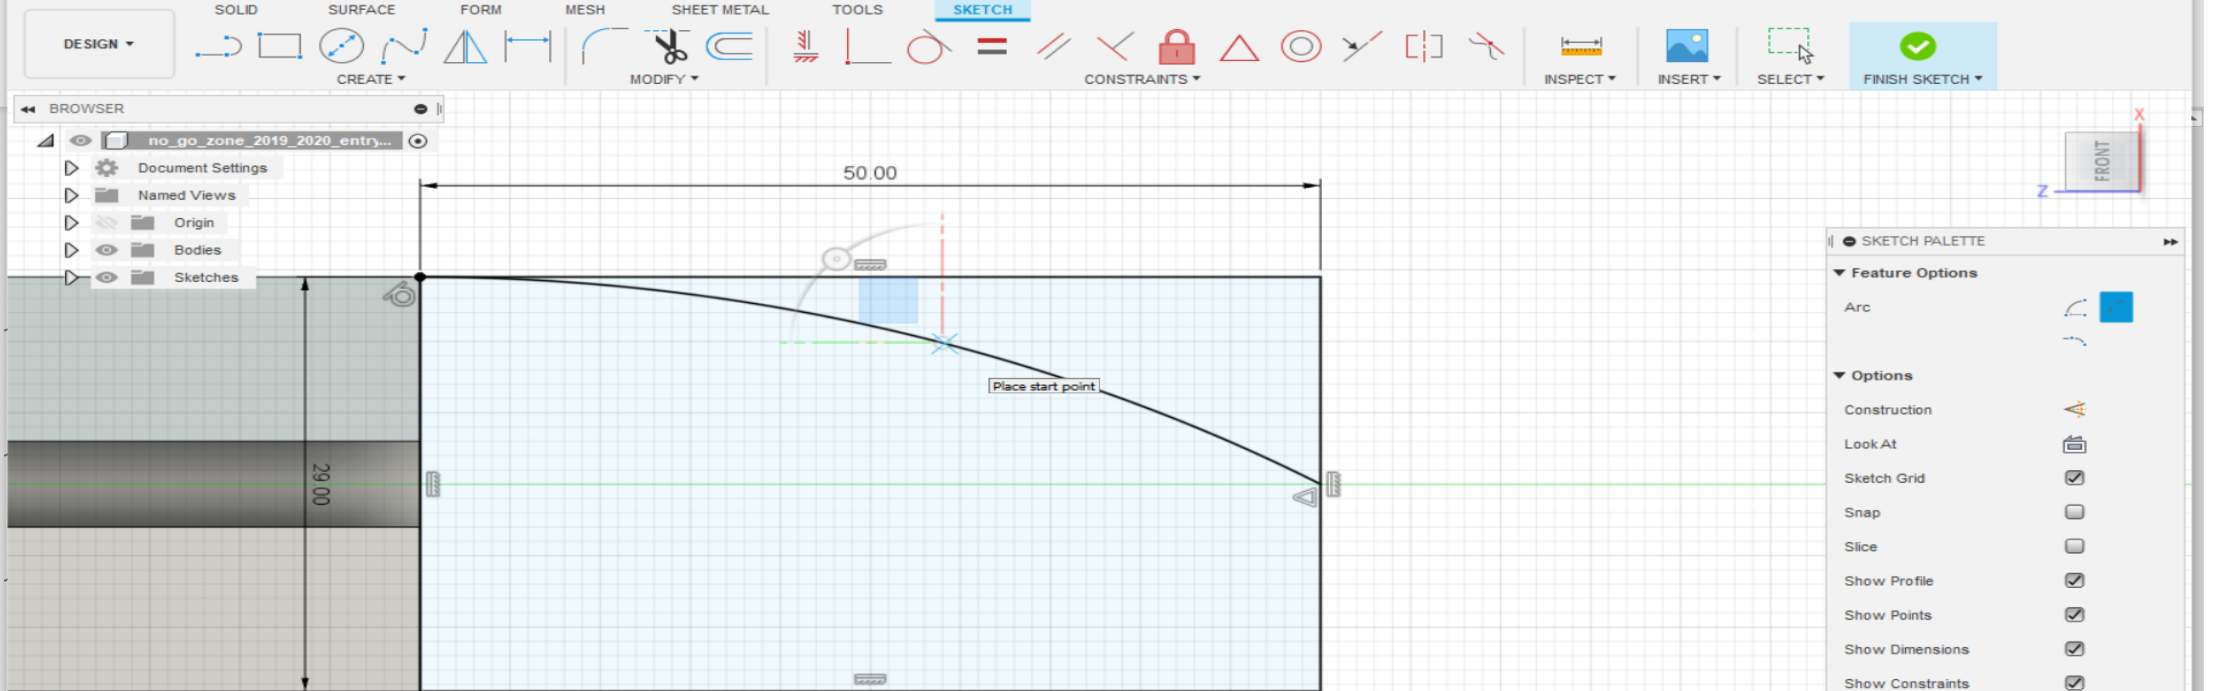 SOLID SURFACE FORM MESH SHEET METAL TOOLS SKETCH
DESIGN
CREATE MODIFY CONSTRAINTS INSPECT INSERT SELECT FINISH SKETCH
BROWSER
no_go_zone_2019_2020_entry...
Document Settings
Named Views
Origin
Bodies
Sketches
50.00
29.00
Place start point
X
FRONT
Z
SKETCH PALETTE
Feature Options
Arc
Options
Construction
Look At
Sketch Grid
Snap
Slice
Show Profile
Show Points
Show Dimensions
Show Constraints